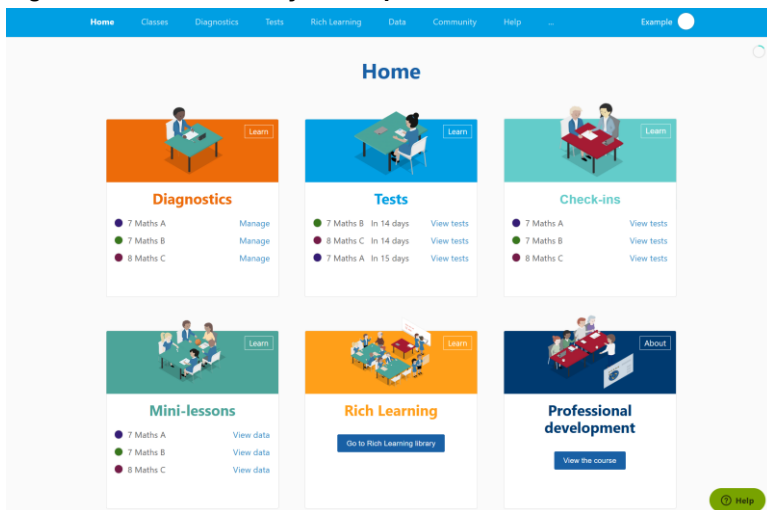 Home Classes Diagnostics Tests Rich Learning Data Community Help ... Example
Home
Learn
Learn
Learn
Diagnostics
7 Maths A Manage
7 Maths B Manage
8 Maths C Manage
Tests
7 Maths B In 14 days View tests
8 Maths C In 14 days View tests
7 Maths A In 15 days View tests
Check-ins
7 Maths A View tests
7 Maths B View tests
8 Maths C View tests
Learn
Learn
About
Mini-lessons
7 Maths A View data
7 Maths B View data
8 Maths C View data
Rich Learning
Go to Rich Learning library
Professional
development
View the course
Help